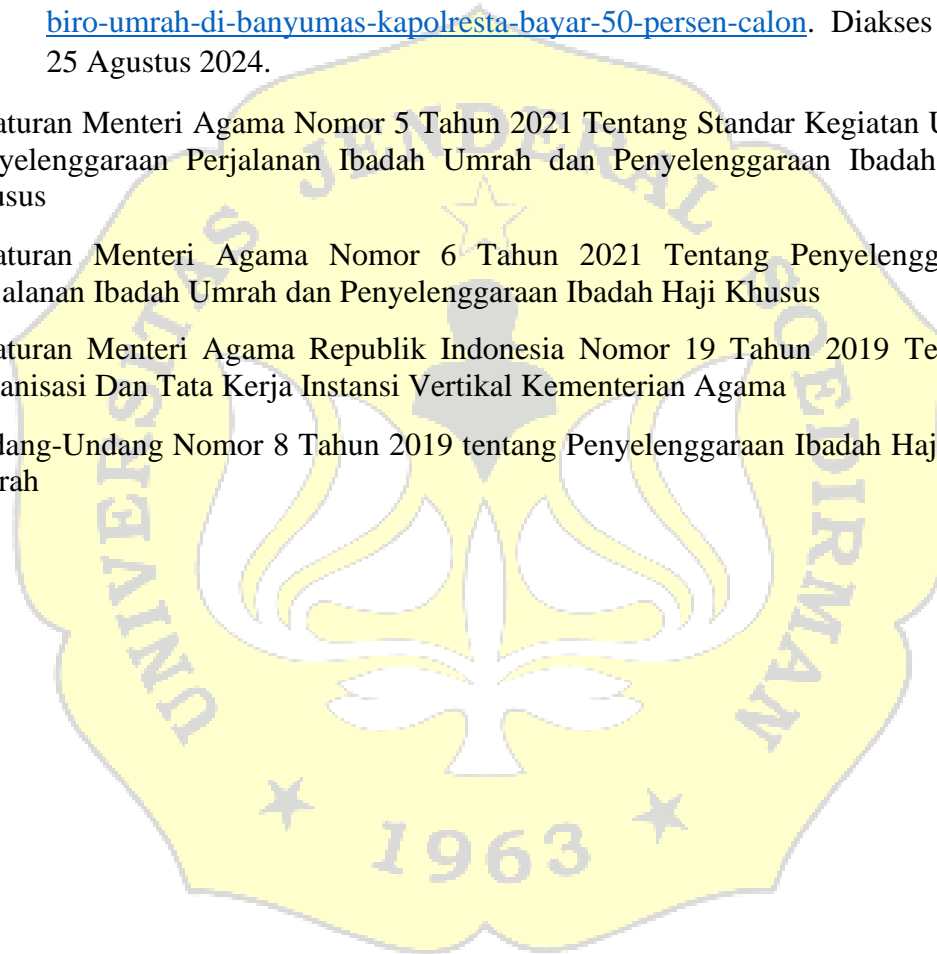 biro-umrah-di-banyumas-kapolresta-bayar-50-persen-calon. Diakses
25 Agustus 2024.
aturan Menteri Agama Nomor 5 Tahun 2021 Tentang Standar Kegiatan U
yelenggaraan Perjalanan Ibadah Umrah dan Penyelenggaraan Ibadah
usus
aturan Menteri Agama Nomor 6 Tahun 2021 Tentang Penyelengg
alanan Ibadah Umrah dan Penyelenggaraan Ibadah Haji Khusus
aturan Menteri Agama Republik Indonesia Nomor 19 Tahun 2019 Te
anisasi Dan Tata Kerja Instansi Vertikal Kementerian Agama
dang-Undang Nomor 8 Tahun 2019 tentang Penyelenggaraan Ibadah Haj
rah
UNIVERSITAS JENDERAL SOEDIRMAN
1963